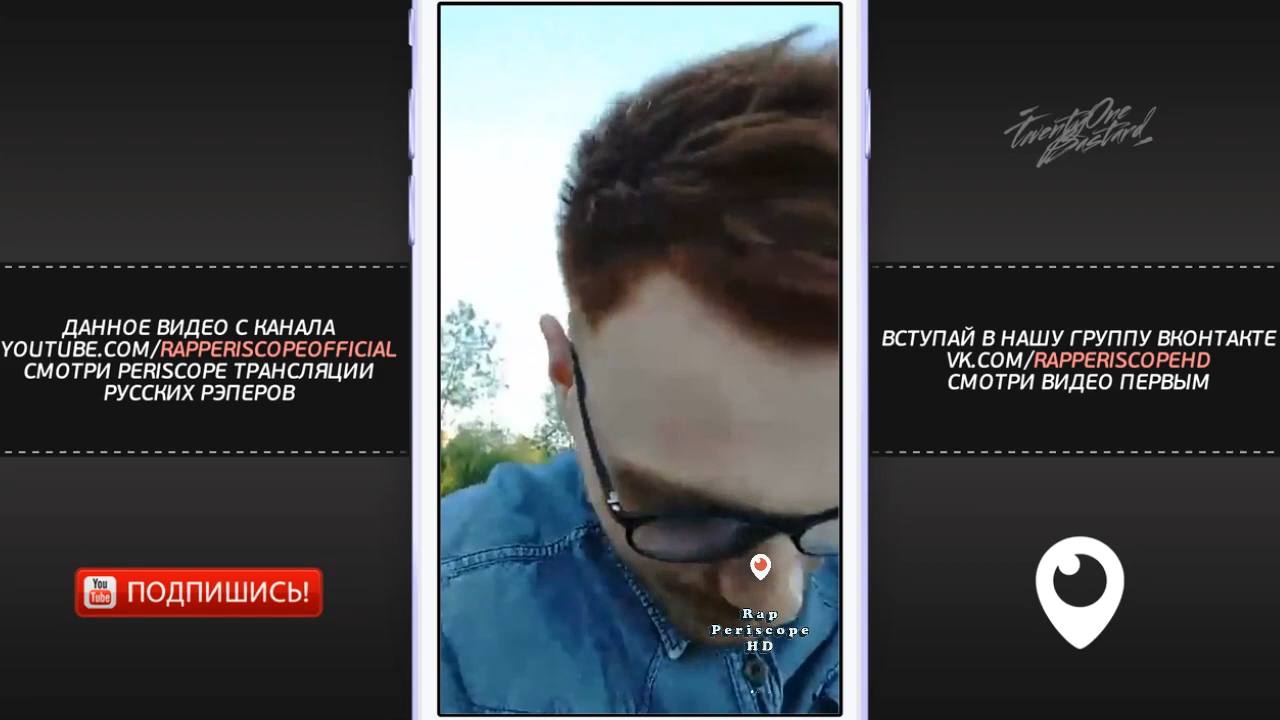 ДАННОЕ ВИДЕО С КАНАЛА
YOUTUBE.COM/RAPPERISCOPEOFFICIAL
СМОТРИ PERISCOPE ТРАНСЛЯЦИИ
РУССКИХ РЭПЕРОВ
You
Tube
ПОДПИШИСЬ!
Rap
Periscope
HD
TwentyOne
Bastard
ВСТУПАЙ В НАШУ ГРУППУ ВКОНТАКТЕ
VK.COM/RAPPERISCOPEHD
СМОТРИ ВИДЕО ПЕРВЫМ